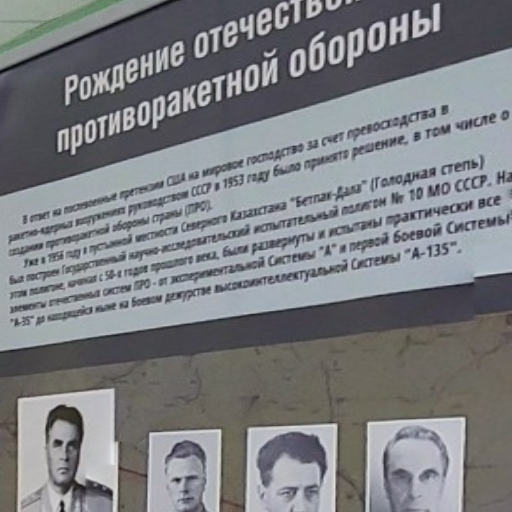 Рождение отечествен
противоракетной обороны
В ответ на послевоенные претензии США на мировое господство за счет превосходства в
ракетно-ядерных вооружениях руководством СССР в 1953 году было принято решение, в том числе о
создании противоракетной обороны страны (ПРО).
Уже в 1956 году в пустынной местности Северного Казахстана "Бетпак-Дала" (Голодная степь)
был построен Государственный научно-исследовательский испытательный полигон № 10 МО СССР. На
этом полигоне, начиная с 50-х годов прошлого века, были развернуты и испытаны практически все
элементы отечественных систем ПРО - от экспериментальной Системы "А" и первой боевой Системы
"А-35" до находящейся ныне на боевом дежурстве высокоинтеллектуальной Системы "А-135".